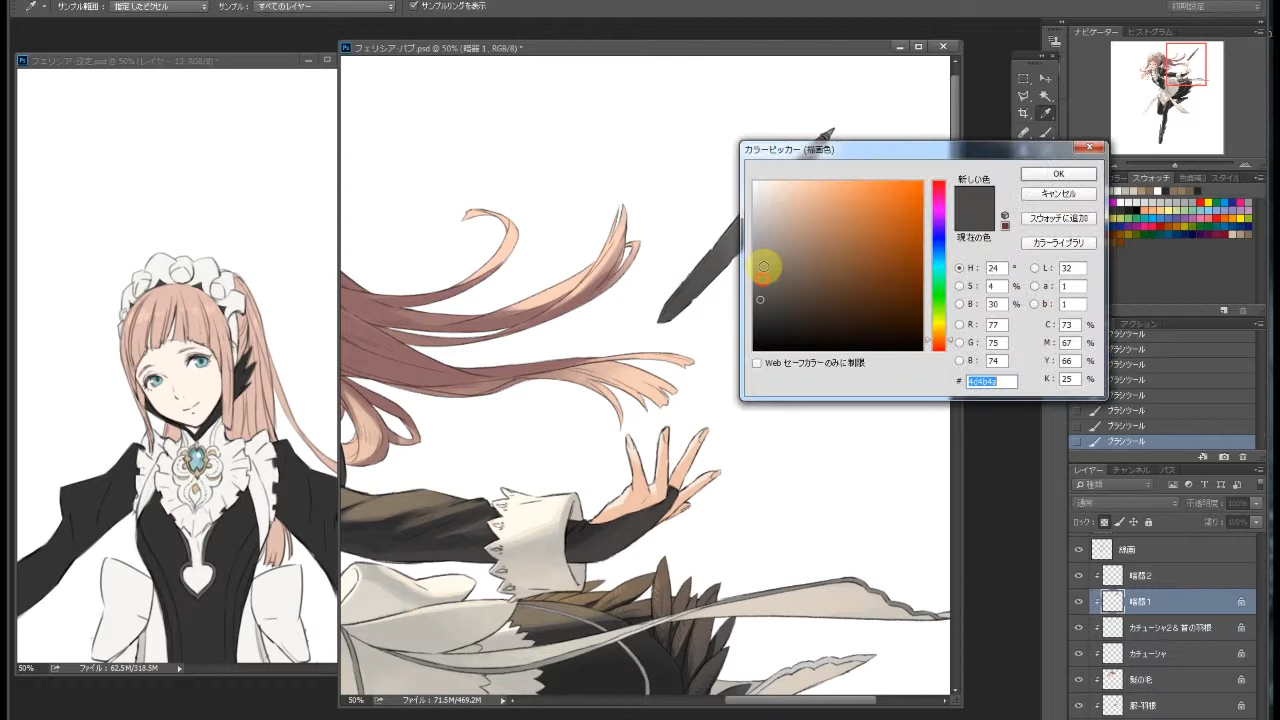 サンプル範囲: 指定したピクセル サンプル: すべてのレイヤー サンプルリングを表示 初期設定
フェリシア-設定.psd @ 50% (レイヤー 13, RGB/8) *
フェリシア-パブ.psd @ 50% (暗器 1, RGB/8) *
ナビゲーター ヒストグラム
カラーピッカー (描画色)
新しい色
現在の色
OK
キャンセル
スウォッチに追加
カラーライブラリ
H: 24 °
S: 4 %
B: 30 %
R: 77
G: 75
B: 74
# 4d4b4a
L: 32
a: 1
b: 1
C: 73 %
M: 67 %
Y: 66 %
K: 25 %
Web セーフカラーのみに制限
カラー スウォッチ 色調補 スタイル
アクション
ブラシツール
ブラシツール
ブラシツール
ブラシツール
ブラシツール
ブラシツール
ブラシツール
ブラシツール
レイヤー チャンネル パス
種類
通常 不透明度: 100%
ロック: 塗り: 100%
線画
暗器2
暗器1
カチューシャ2& 首の羽根
カチューシャ
髪の毛
服-羽根
50% ファイル : 62.5M/318.5M
50% ファイル : 71.5M/469.2M